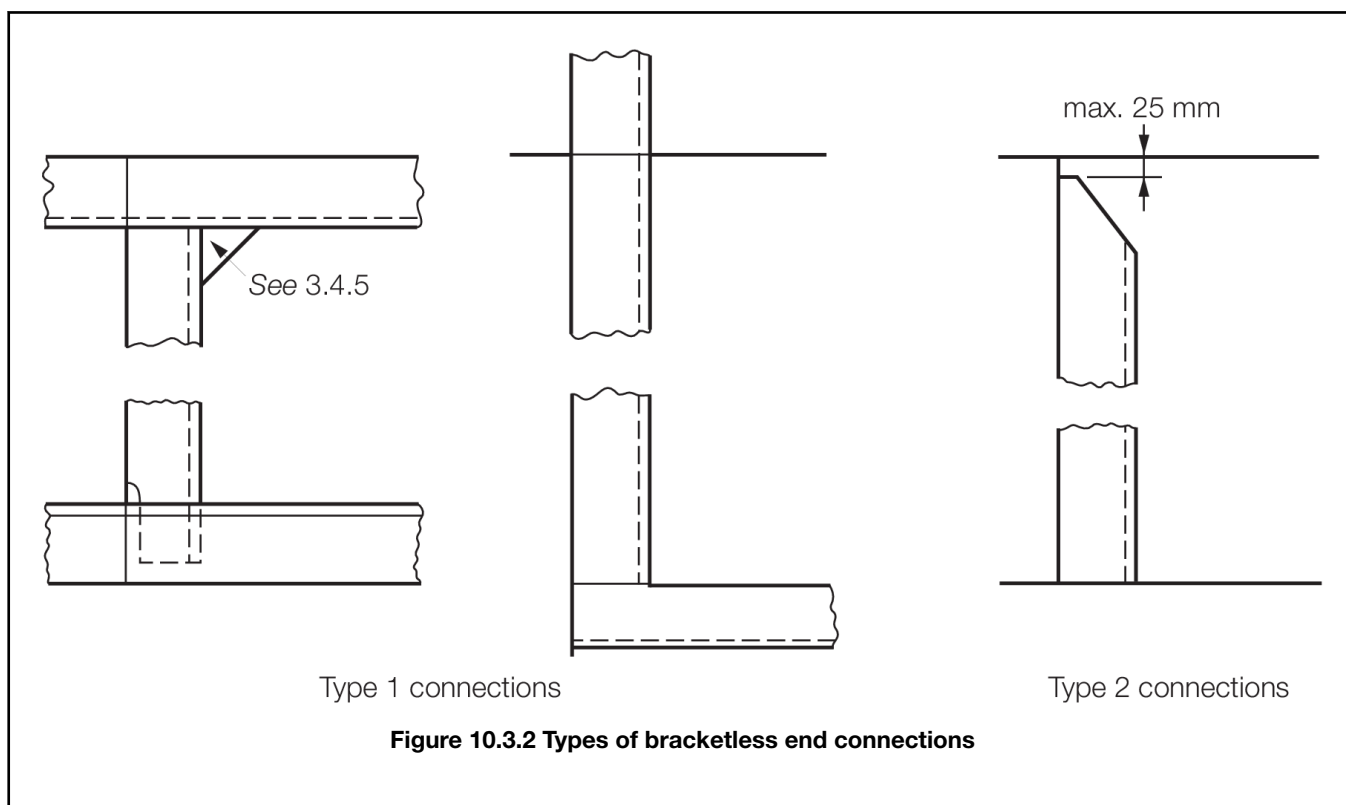 max. 25 mm
See 3.4.5
Type 1 connections
Type 2 connections
Figure 10.3.2 Types of bracketless end connections